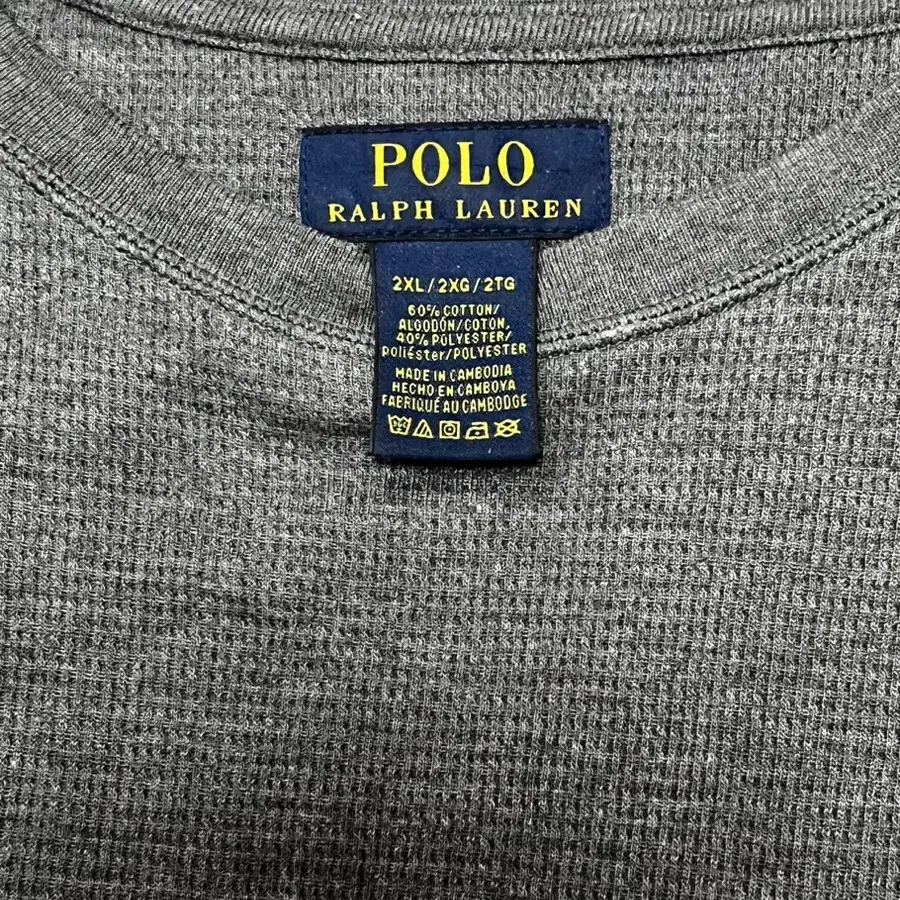 POLO
RALPH LAUREN
2XL/2XG/2TG
60% COTTON/
ALGODÓN/COTON,
40% POLYESTER/
poliéster/POLYESTER
MADE IN CAMBODIA
HECHO EN CAMBOYA
FABRIQUÉ AU CAMBODGE